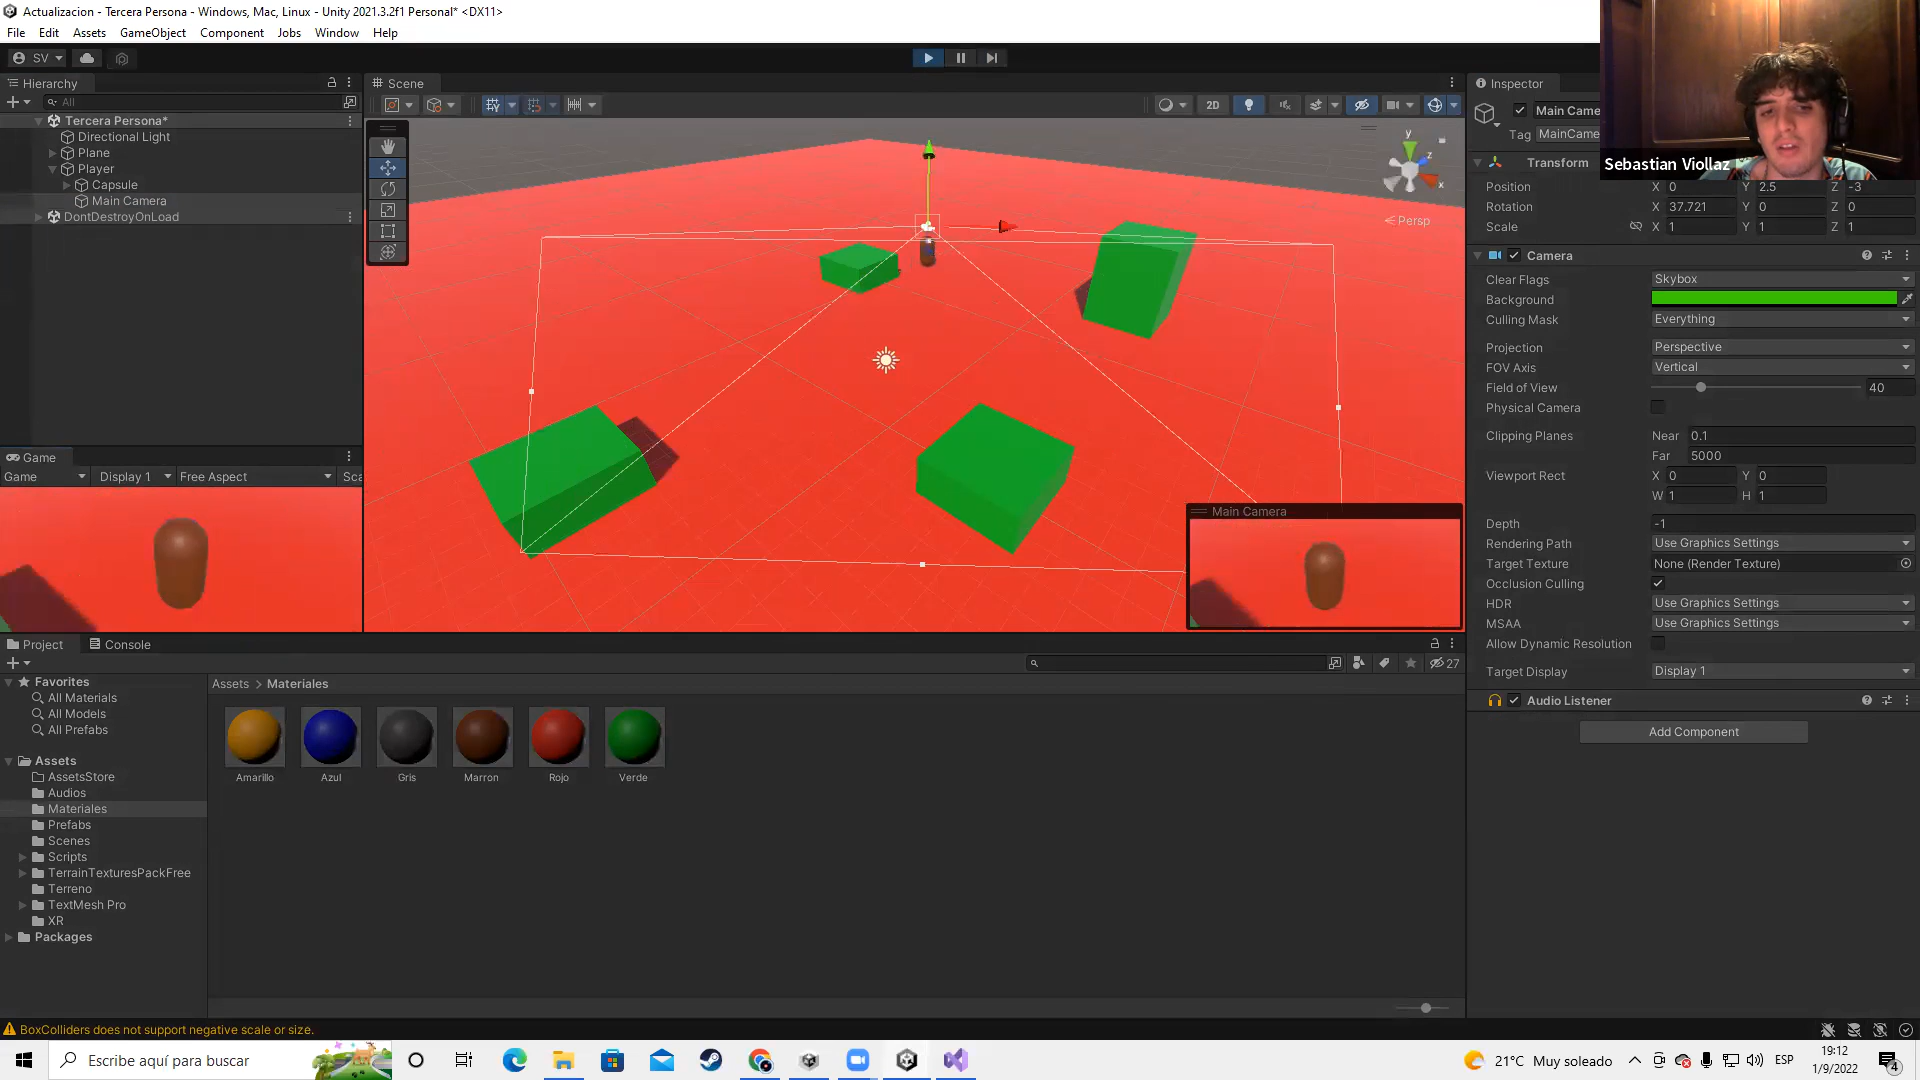 Actualizacion - Tercera Persona - Windows, Mac, Linux - Unity 2021.3.2f1 Personal* <DX11>
File Edit Assets GameObject Component Jobs Window Help
SV
Hierarchy
All
Tercera Persona*
Directional Light
Plane
Player
Capsule
Main Camera
DontDestroyOnLoad
Scene
2D
y
z
x
Persp
Main Camera
Game
Game Display 1 Free Aspect Sca
Inspector
Main Came
Tag MainCame
Sebastian Viollaz
Transform
Position X 0 Y 2.5 Z -3
Rotation X 37.721 Y 0 Z 0
Scale X 1 Y 1 Z 1
Camera
Clear Flags Skybox
Background
Culling Mask Everything
Projection Perspective
FOV Axis Vertical
Field of View 40
Physical Camera
Clipping Planes Near 0.1
Far 5000
Viewport Rect X 0 Y 0
W 1 H 1
Depth -1
Rendering Path Use Graphics Settings
Target Texture None (Render Texture)
Occlusion Culling
HDR Use Graphics Settings
MSAA Use Graphics Settings
Allow Dynamic Resolution
Target Display Display 1
Audio Listener
Add Component
Project Console
27
Favorites
All Materials
All Models
All Prefabs
Assets
AssetsStore
Audios
Materiales
Prefabs
Scenes
Scripts
TerrainTexturesPackFree
Terreno
TextMesh Pro
XR
Packages
Assets > Materiales
Amarillo Azul Gris Marron Rojo Verde
BoxColliders does not support negative scale or size.
Escribe aquí para buscar
21°C Muy soleado
ESP
19:12
1/9/2022
4